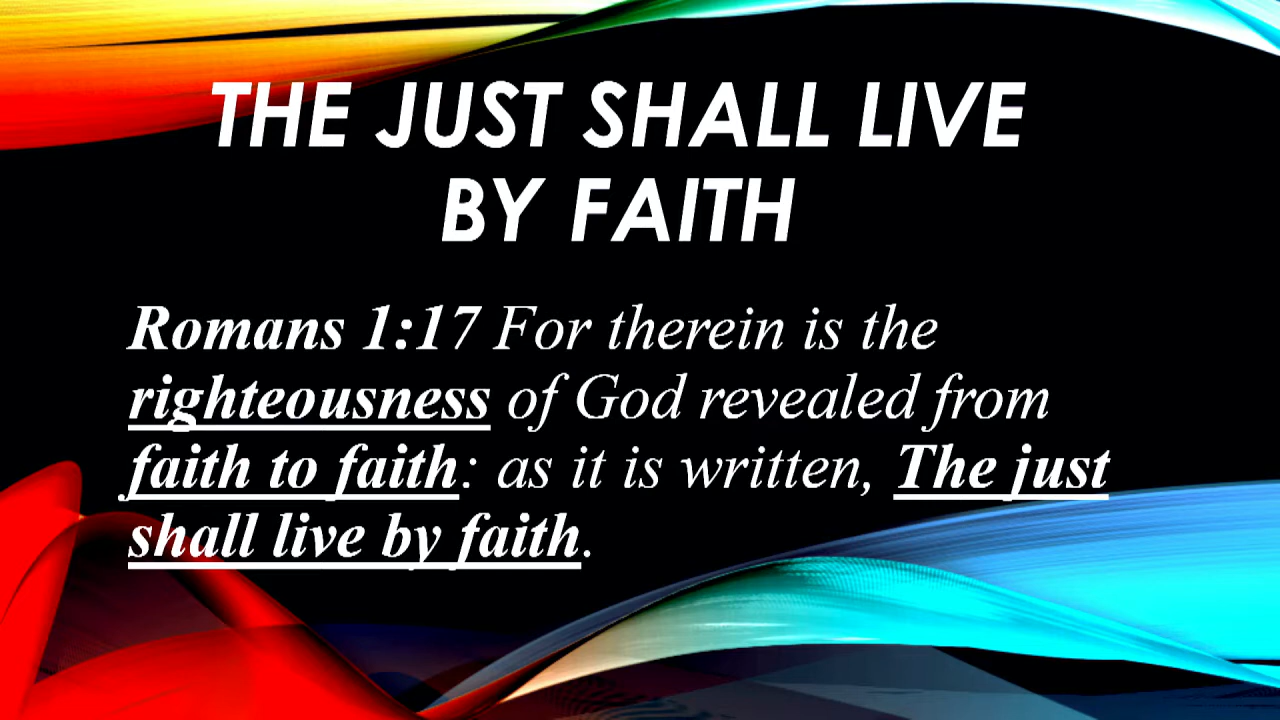 THE JUST SHALL LIVE
BY FAITH
Romans 1:17 For therein is the
righteousness of God revealed from
faith to faith: as it is written, The just
shall live by faith.